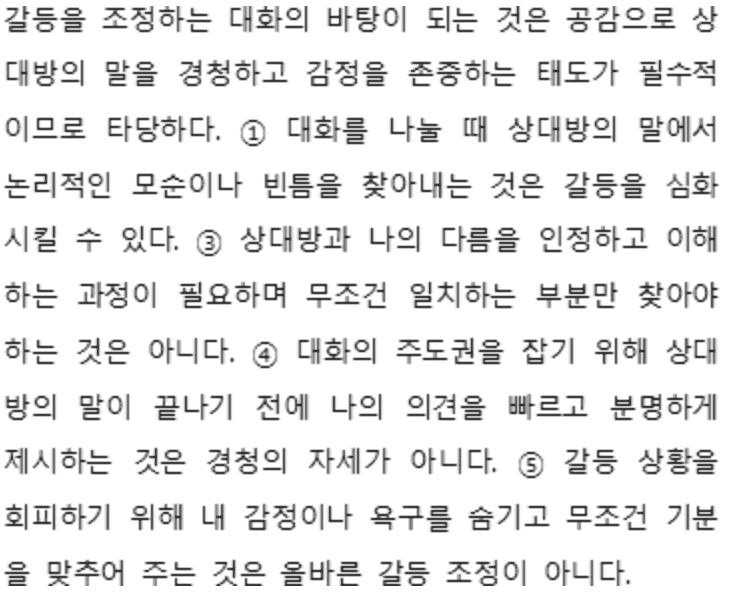 갈등을 조정하는 대화의 바탕이 되는 것은 공감으로 상
대방의 말을 경청하고 감정을 존중하는 태도가 필수적
이므로 타당하다. ① 대화를 나눌 때 상대방의 말에서
논리적인 모순이나 빈틈을 찾아내는 것은 갈등을 심화
시킬 수 있다. ③ 상대방과 나의 다름을 인정하고 이해
하는 과정이 필요하며 무조건 일치하는 부분만 찾아야
하는 것은 아니다. ④ 대화의 주도권을 잡기 위해 상대
방의 말이 끝나기 전에 나의 의견을 빠르고 분명하게
제시하는 것은 경청의 자세가 아니다. ⑤ 갈등 상황을
회피하기 위해 내 감정이나 욕구를 숨기고 무조건 기분
을 맞추어 주는 것은 올바른 갈등 조정이 아니다.